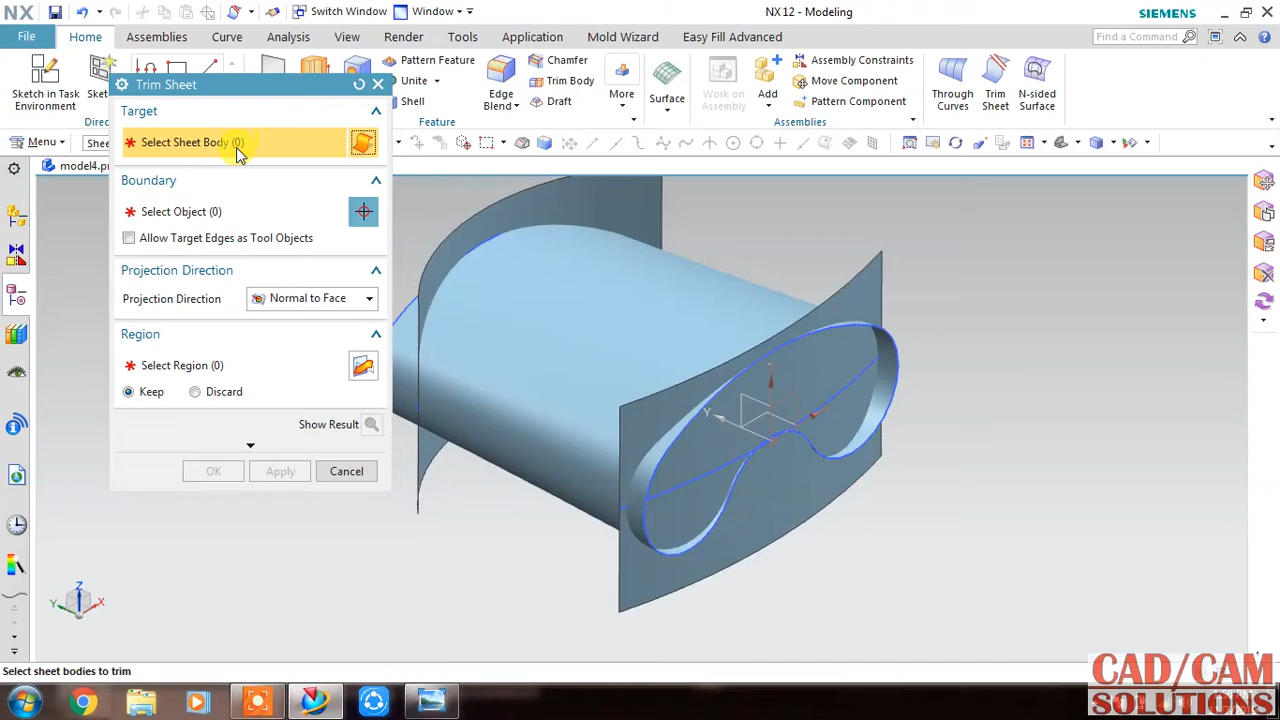 NX
Switch Window
Window
NX 12 - Modeling
SIEMENS
File
Home
Assemblies
Curve
Analysis
View
Render
Tools
Application
Mold Wizard
Easy Fill Advanced
Find a Command
Sketch in Task
Environment
Pattern Feature
Unite
Shell
Edge
Blend
Chamfer
Trim Body
Draft
More
Surface
Work on
Assembly
Add
Assembly Constraints
Move Component
Pattern Component
Through
Curves
Trim
Sheet
N-sided
Surface
Feature
Assemblies
Menu
Trim Sheet
Target
Select Sheet Body (0)
Boundary
Select Object (0)
Allow Target Edges as Tool Objects
Projection Direction
Projection Direction
Normal to Face
Region
Select Region (0)
Keep
Discard
Show Result
OK
Apply
Cancel
Y
Z
Y
X
Select sheet bodies to trim
CAD/CAM
SOLUTIONS